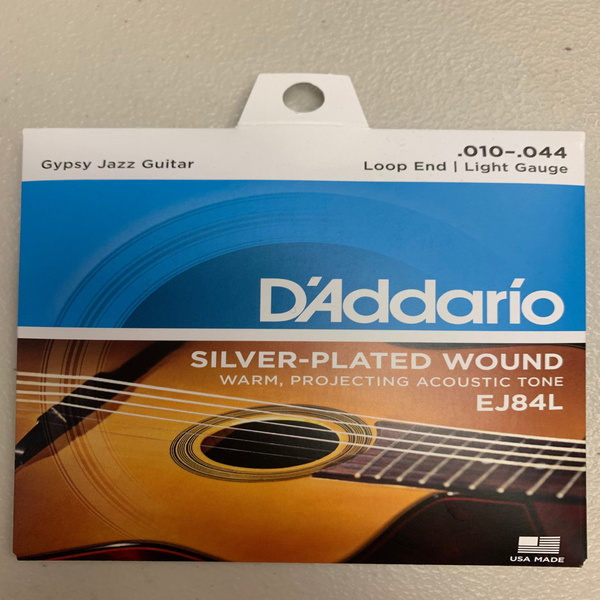 Gypsy Jazz Guitar
.010–.044
Loop End | Light Gauge
D'Addario
SILVER-PLATED WOUND
WARM, PROJECTING ACOUSTIC TONE
EJ84L
USA MADE